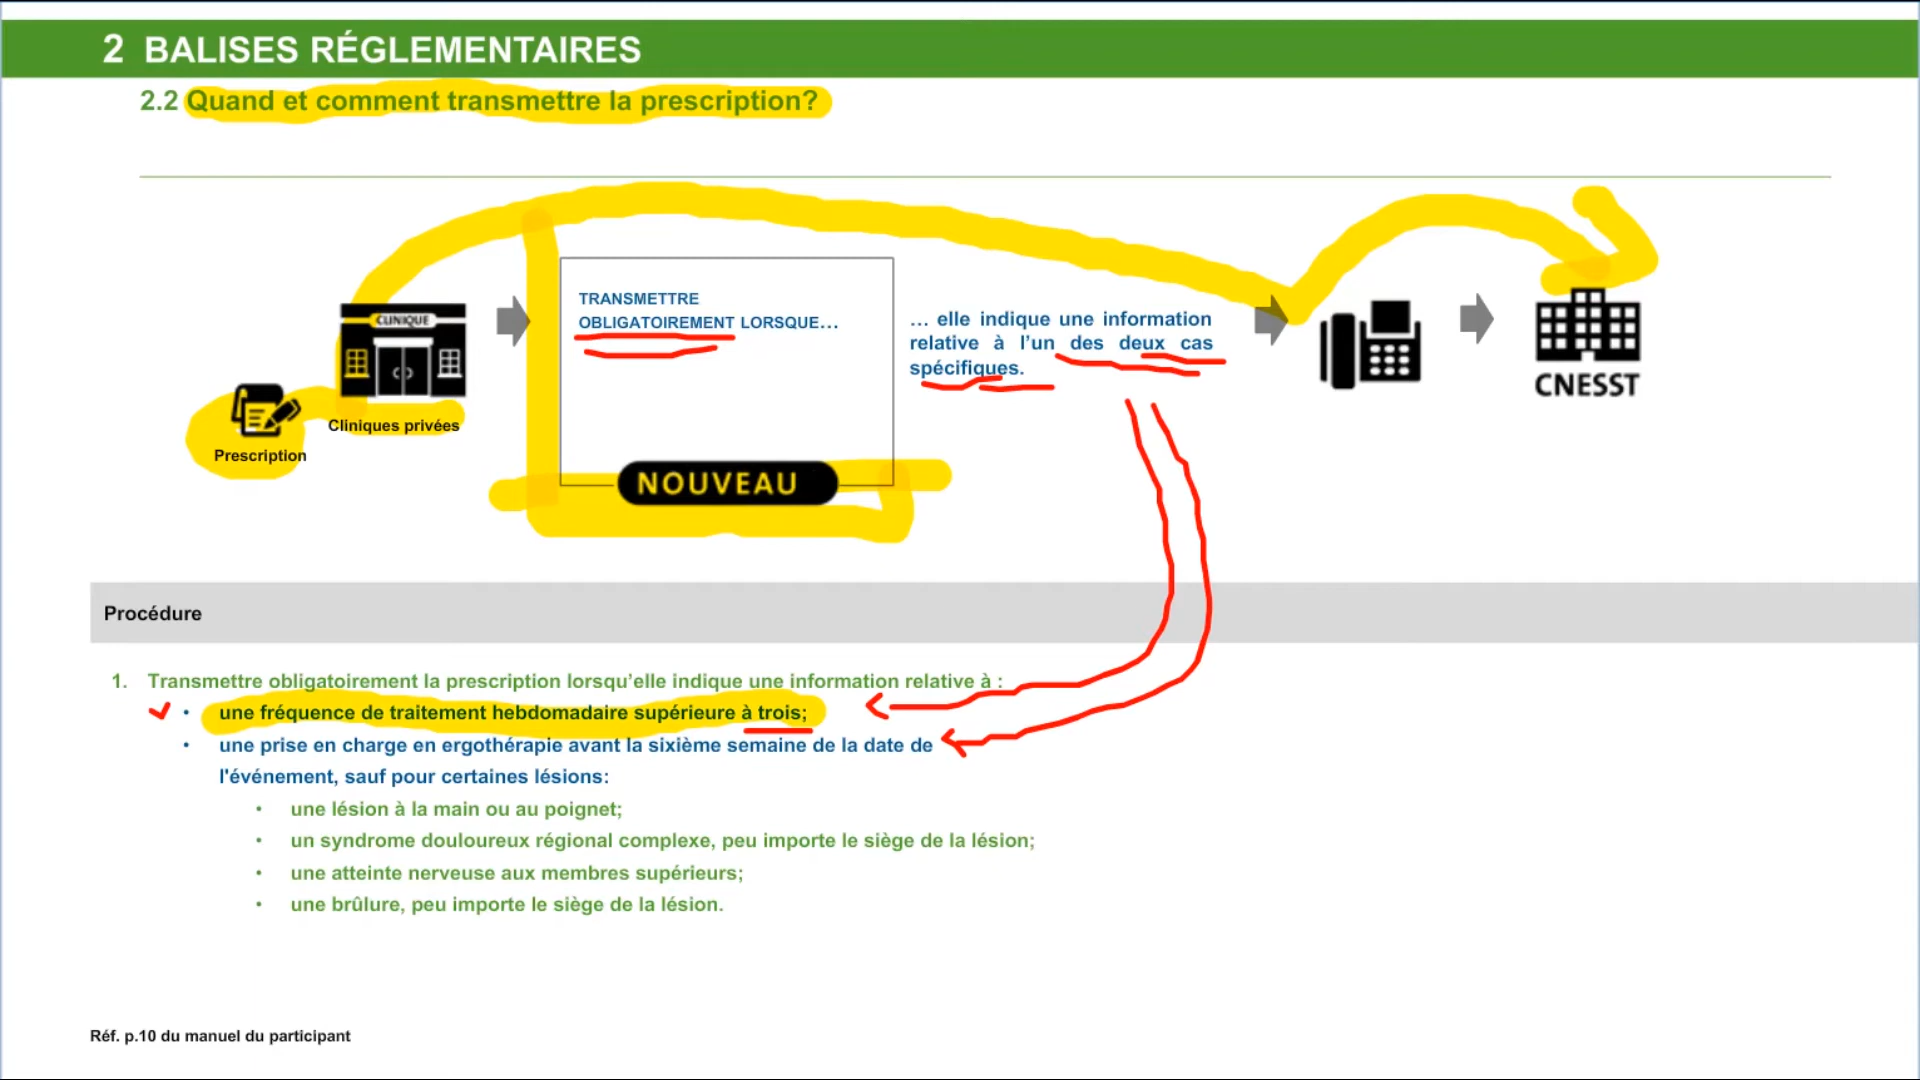 2 BALISES RÉGLEMENTAIRES
2.2 Quand et comment transmettre la prescription?
TRANSMETTRE
OBLIGATOIREMENT LORSQUE…
… elle indique une information
relative à l’un des deux cas
spécifiques.
CLINIQUE
CNESST
Cliniques privées
Prescription
NOUVEAU
Procédure
1. Transmettre obligatoirement la prescription lorsqu’elle indique une information relative à :
• une fréquence de traitement hebdomadaire supérieure à trois;
• une prise en charge en ergothérapie avant la sixième semaine de la date de
l'événement, sauf pour certaines lésions:
• une lésion à la main ou au poignet;
• un syndrome douloureux régional complexe, peu importe le siège de la lésion;
• une atteinte nerveuse aux membres supérieurs;
• une brûlure, peu importe le siège de la lésion.
Réf. p.10 du manuel du participant